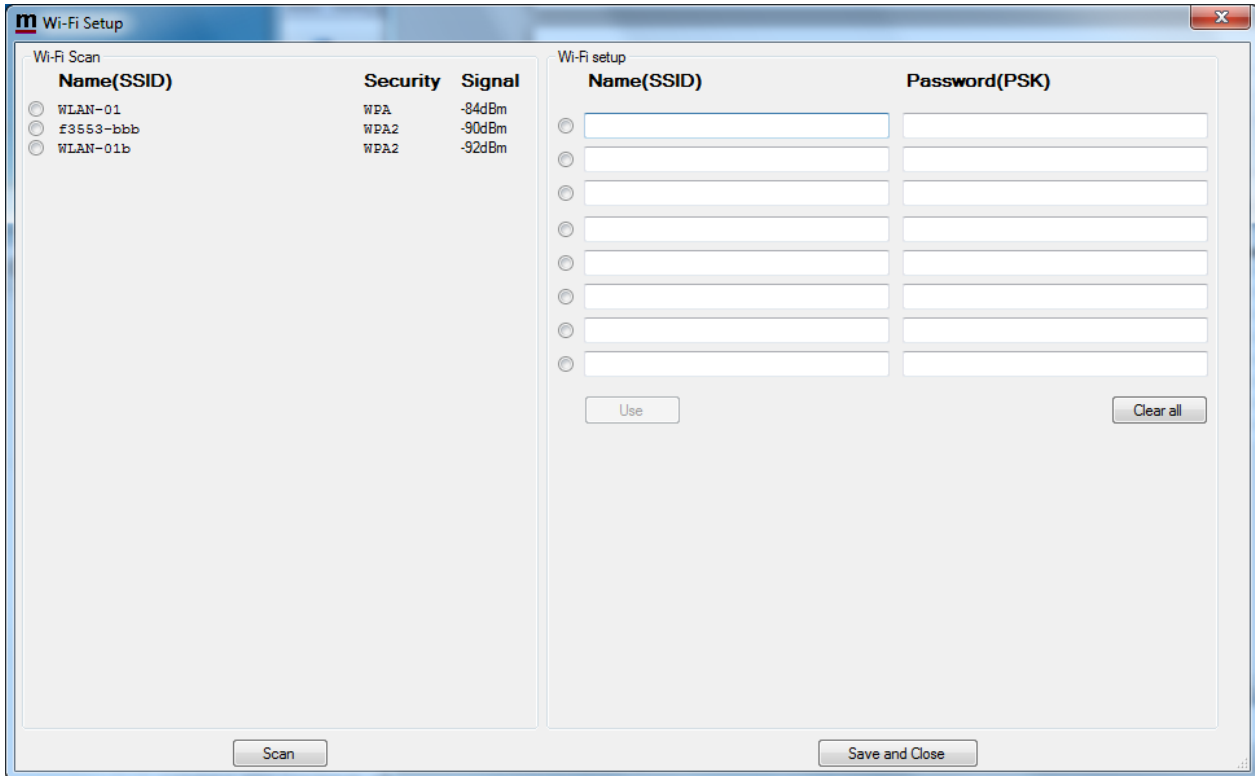 m Wi-Fi Setup
Wi-Fi Scan
Name(SSID) Security Signal
WLAN-01 WPA -84dBm
f3553-bbb WPA2 -90dBm
WLAN-01b WPA2 -92dBm
Scan
Wi-Fi setup
Name(SSID) Password(PSK)
Use Clear all
Save and Close